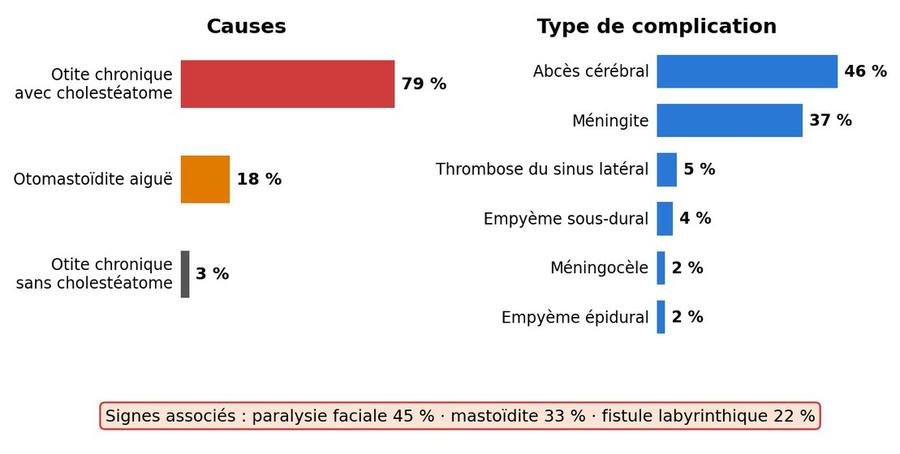 Causes
Otite chronique
avec cholestéatome
79 %
Otomastoïdite aiguë
18 %
Otite chronique
sans cholestéatome
3 %
Type de complication
Abcès cérébral
46 %
Méningite
37 %
Thrombose du sinus latéral
5 %
Empyème sous-dural
4 %
Méningocèle
2 %
Empyème épidural
2 %
Signes associés : paralysie faciale 45 % · mastoïdite 33 % · fistule labyrinthique 22 %